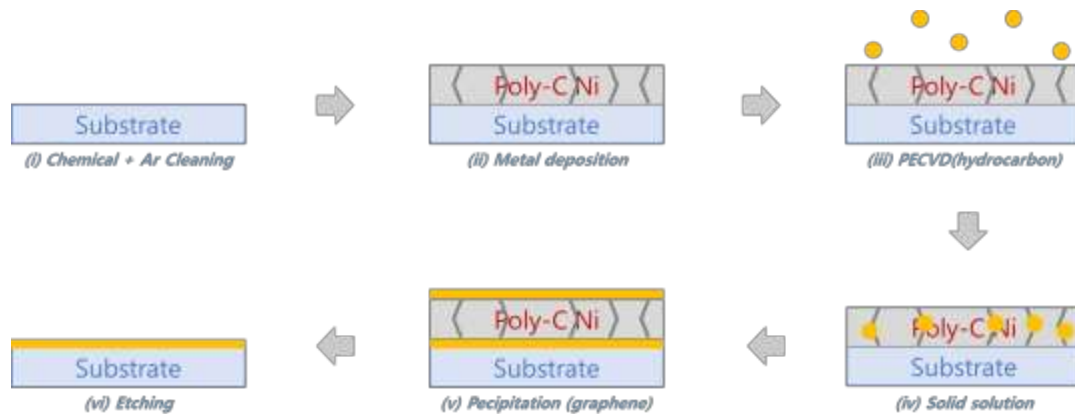 Substrate
(i) Chemical + Ar Cleaning
Poly-C Ni
Substrate
(ii) Metal deposition
Poly-C Ni
Substrate
(iii) PECVD(hydrocarbon)
Poly-C Ni
Substrate
(iv) Solid solution
Poly-C Ni
Substrate
(v) Pecipitation (graphene)
Substrate
(vi) Etching